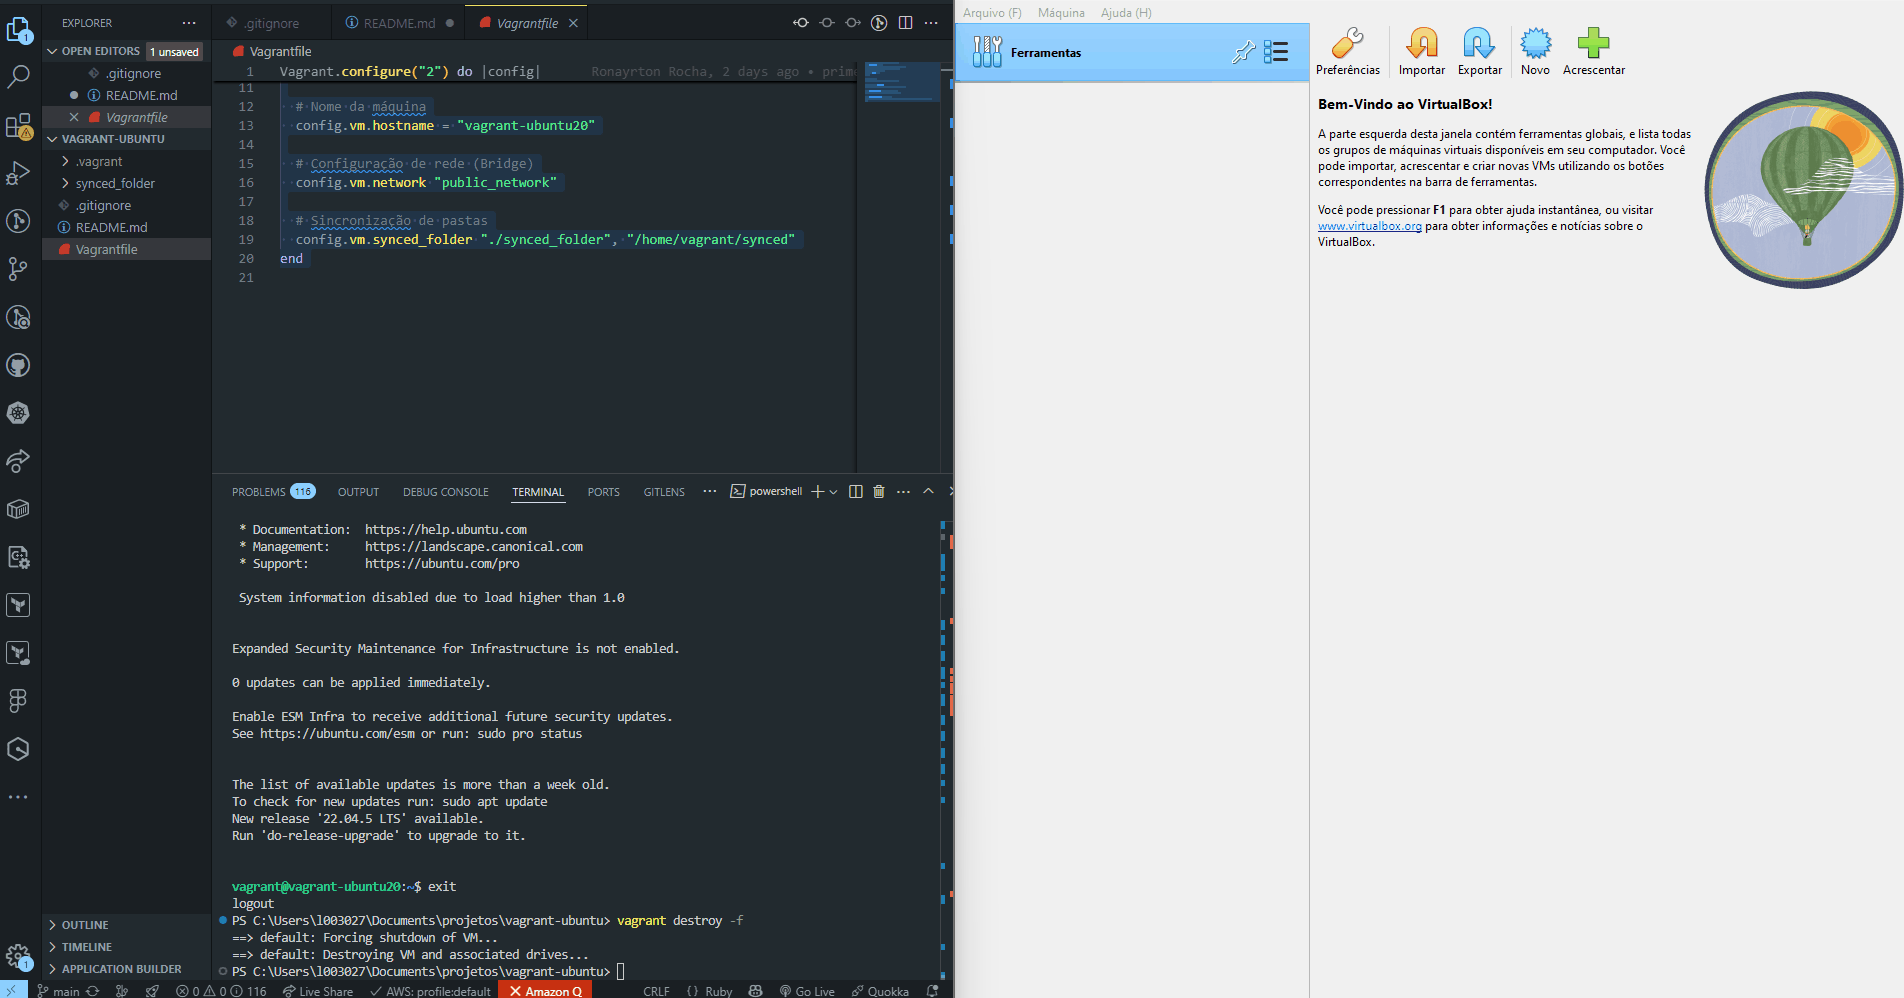 EXPLORER
OPEN EDITORS 1 unsaved
.gitignore
README.md
Vagrantfile
VAGRANT-UBUNTU
.vagrant
synced_folder
.gitignore
README.md
Vagrantfile
OUTLINE
TIMELINE
APPLICATION BUILDER
.gitignore README.md Vagrantfile
Vagrantfile
1 Vagrant.configure("2") do |config| Ronayrton Rocha, 2 days ago • prime
11
12 # Nome da máquina
13 config.vm.hostname = "vagrant-ubuntu20"
14
15 # Configuração de rede (Bridge)
16 config.vm.network "public_network"
17
18 # Sincronização de pastas
19 config.vm.synced_folder "./synced_folder", "/home/vagrant/synced"
20 end
21
PROBLEMS 116 OUTPUT DEBUG CONSOLE TERMINAL PORTS GITLENS powershell
* Documentation: https://help.ubuntu.com
* Management: https://landscape.canonical.com
* Support: https://ubuntu.com/pro
System information disabled due to load higher than 1.0
Expanded Security Maintenance for Infrastructure is not enabled.
0 updates can be applied immediately.
Enable ESM Infra to receive additional future security updates.
See https://ubuntu.com/esm or run: sudo pro status
The list of available updates is more than a week old.
To check for new updates run: sudo apt update
New release '22.04.5 LTS' available.
Run 'do-release-upgrade' to upgrade to it.
vagrant@vagrant-ubuntu20:~$ exit
logout
PS C:\Users\l003027\Documents\projetos\vagrant-ubuntu> vagrant destroy -f
==> default: Forcing shutdown of VM...
==> default: Destroying VM and associated drives...
PS C:\Users\l003027\Documents\projetos\vagrant-ubuntu>
main 0 0 116 Live Share AWS: profile:default Amazon Q CRLF {} Ruby Go Live Quokka
1
1
Arquivo (F) Máquina Ajuda (H)
Ferramentas
Preferências Importar Exportar Novo Acrescentar
Bem-Vindo ao VirtualBox!
A parte esquerda desta janela contém ferramentas globais, e lista todas
os grupos de máquinas virtuais disponíveis em seu computador. Você
pode importar, acrescentar e criar novas VMs utilizando os botões
correspondentes na barra de ferramentas.
Você pode pressionar F1 para obter ajuda instantânea, ou visitar
www.virtualbox.org para obter informações e notícias sobre o
VirtualBox.